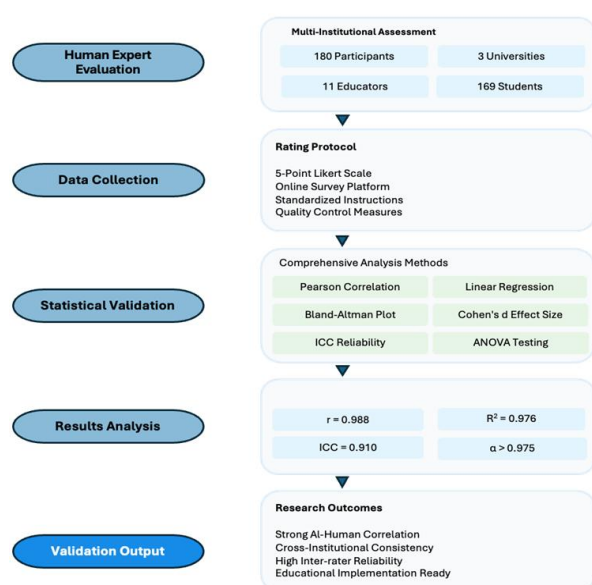 Human Expert
Evaluation
Multi-Institutional Assessment
180 Participants
3 Universities
11 Educators
169 Students
Data Collection
Rating Protocol
5-Point Likert Scale
Online Survey Platform
Standardized Instructions
Quality Control Measures
Statistical Validation
Comprehensive Analysis Methods
Pearson Correlation
Linear Regression
Bland-Altman Plot
Cohen's d Effect Size
ICC Reliability
ANOVA Testing
Results Analysis
r = 0.988
R² = 0.976
ICC = 0.910
α > 0.975
Validation Output
Research Outcomes
Strong AI-Human Correlation
Cross-Institutional Consistency
High Inter-rater Reliability
Educational Implementation Ready